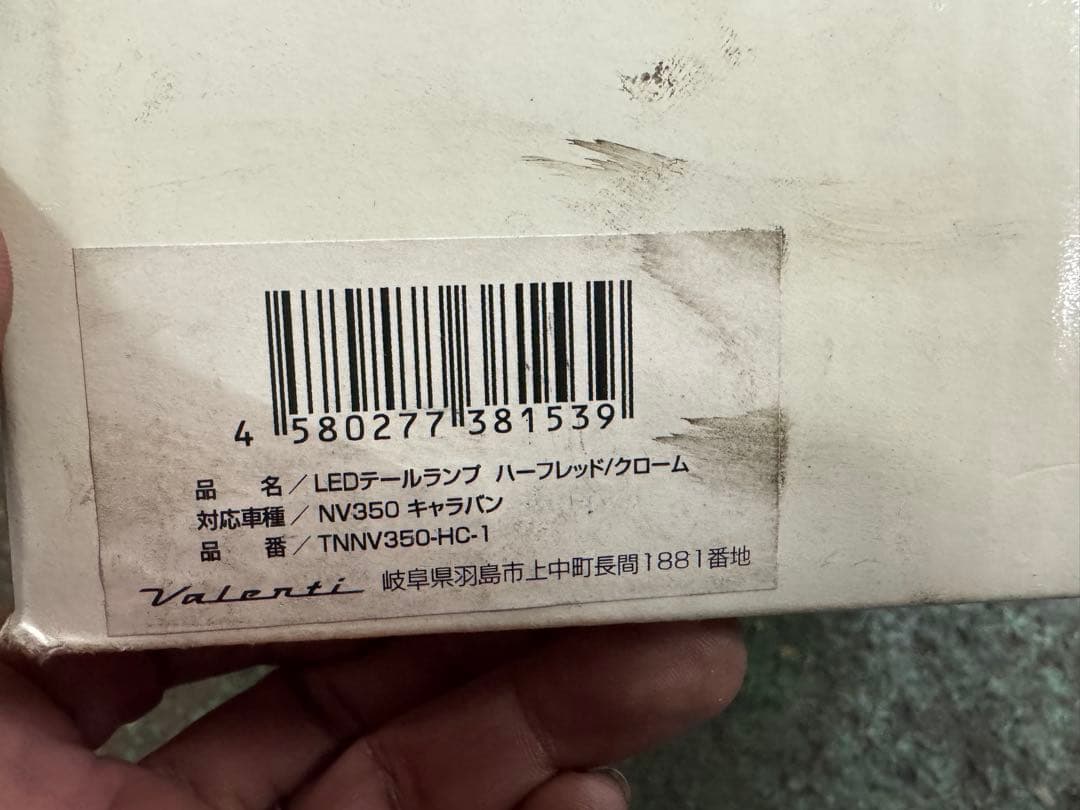 4 580277 381539
品 名／LEDテールランプ ハーフレッド/クローム
対応車種／NV350 キャラバン
品 番／TNNV350-HC-1
Valenti 岐阜県羽島市上中町長間1881番地